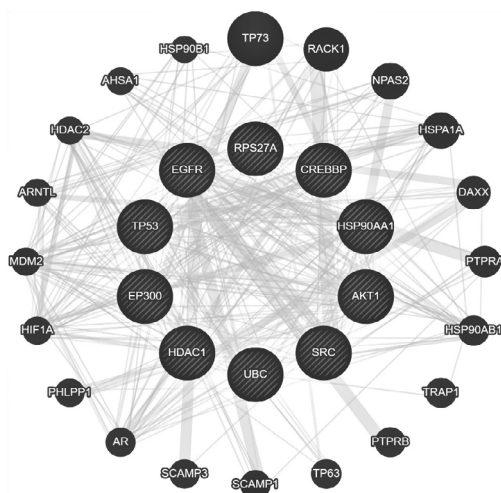 HSP90B1
TP73
RACK1
AHSA1
NPAS2
HDAC2
HSPA1A
RPS27A
EGFR
CREBBP
ARNTL
DAXX
TP53
HSP90AA1
MDM2
PTPRA
EP300
AKT1
HIF1A
HSP90AB1
HDAC1
SRC
UBC
PHLPP1
TRAP1
AR
PTPRB
SCAMP3
SCAMP1
TP63